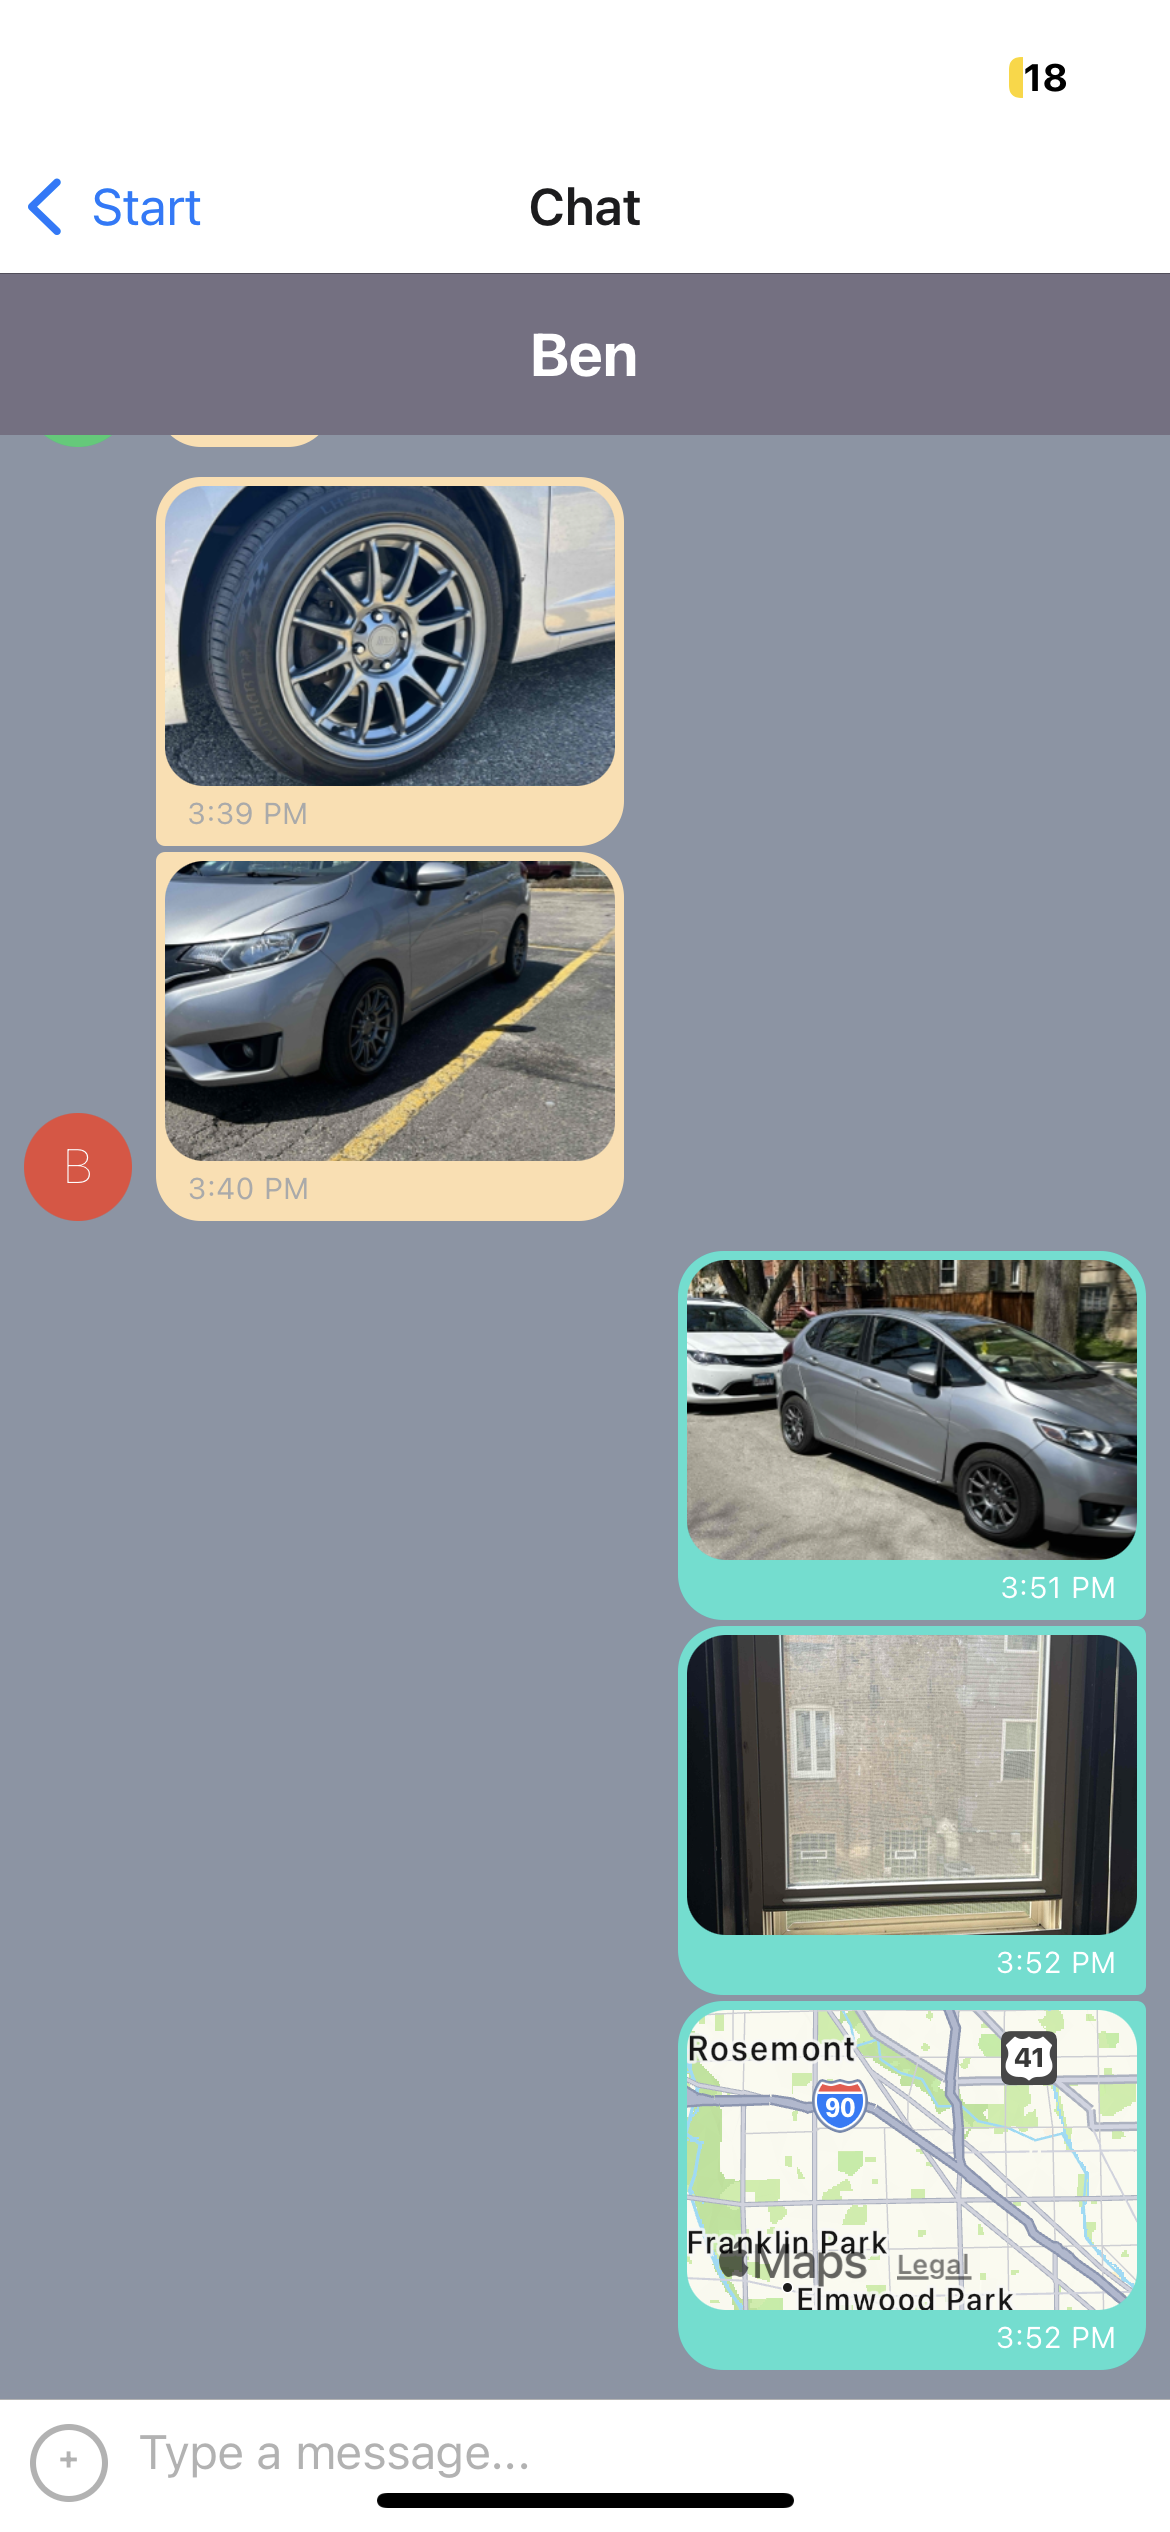 18
Start
Chat
Ben
3:39 PM
B
3:40 PM
3:51 PM
3:52 PM
Rosemont
41
90
Franklin Park
Maps
Legal
Elmwood Park
3:52 PM
+
Type a message...